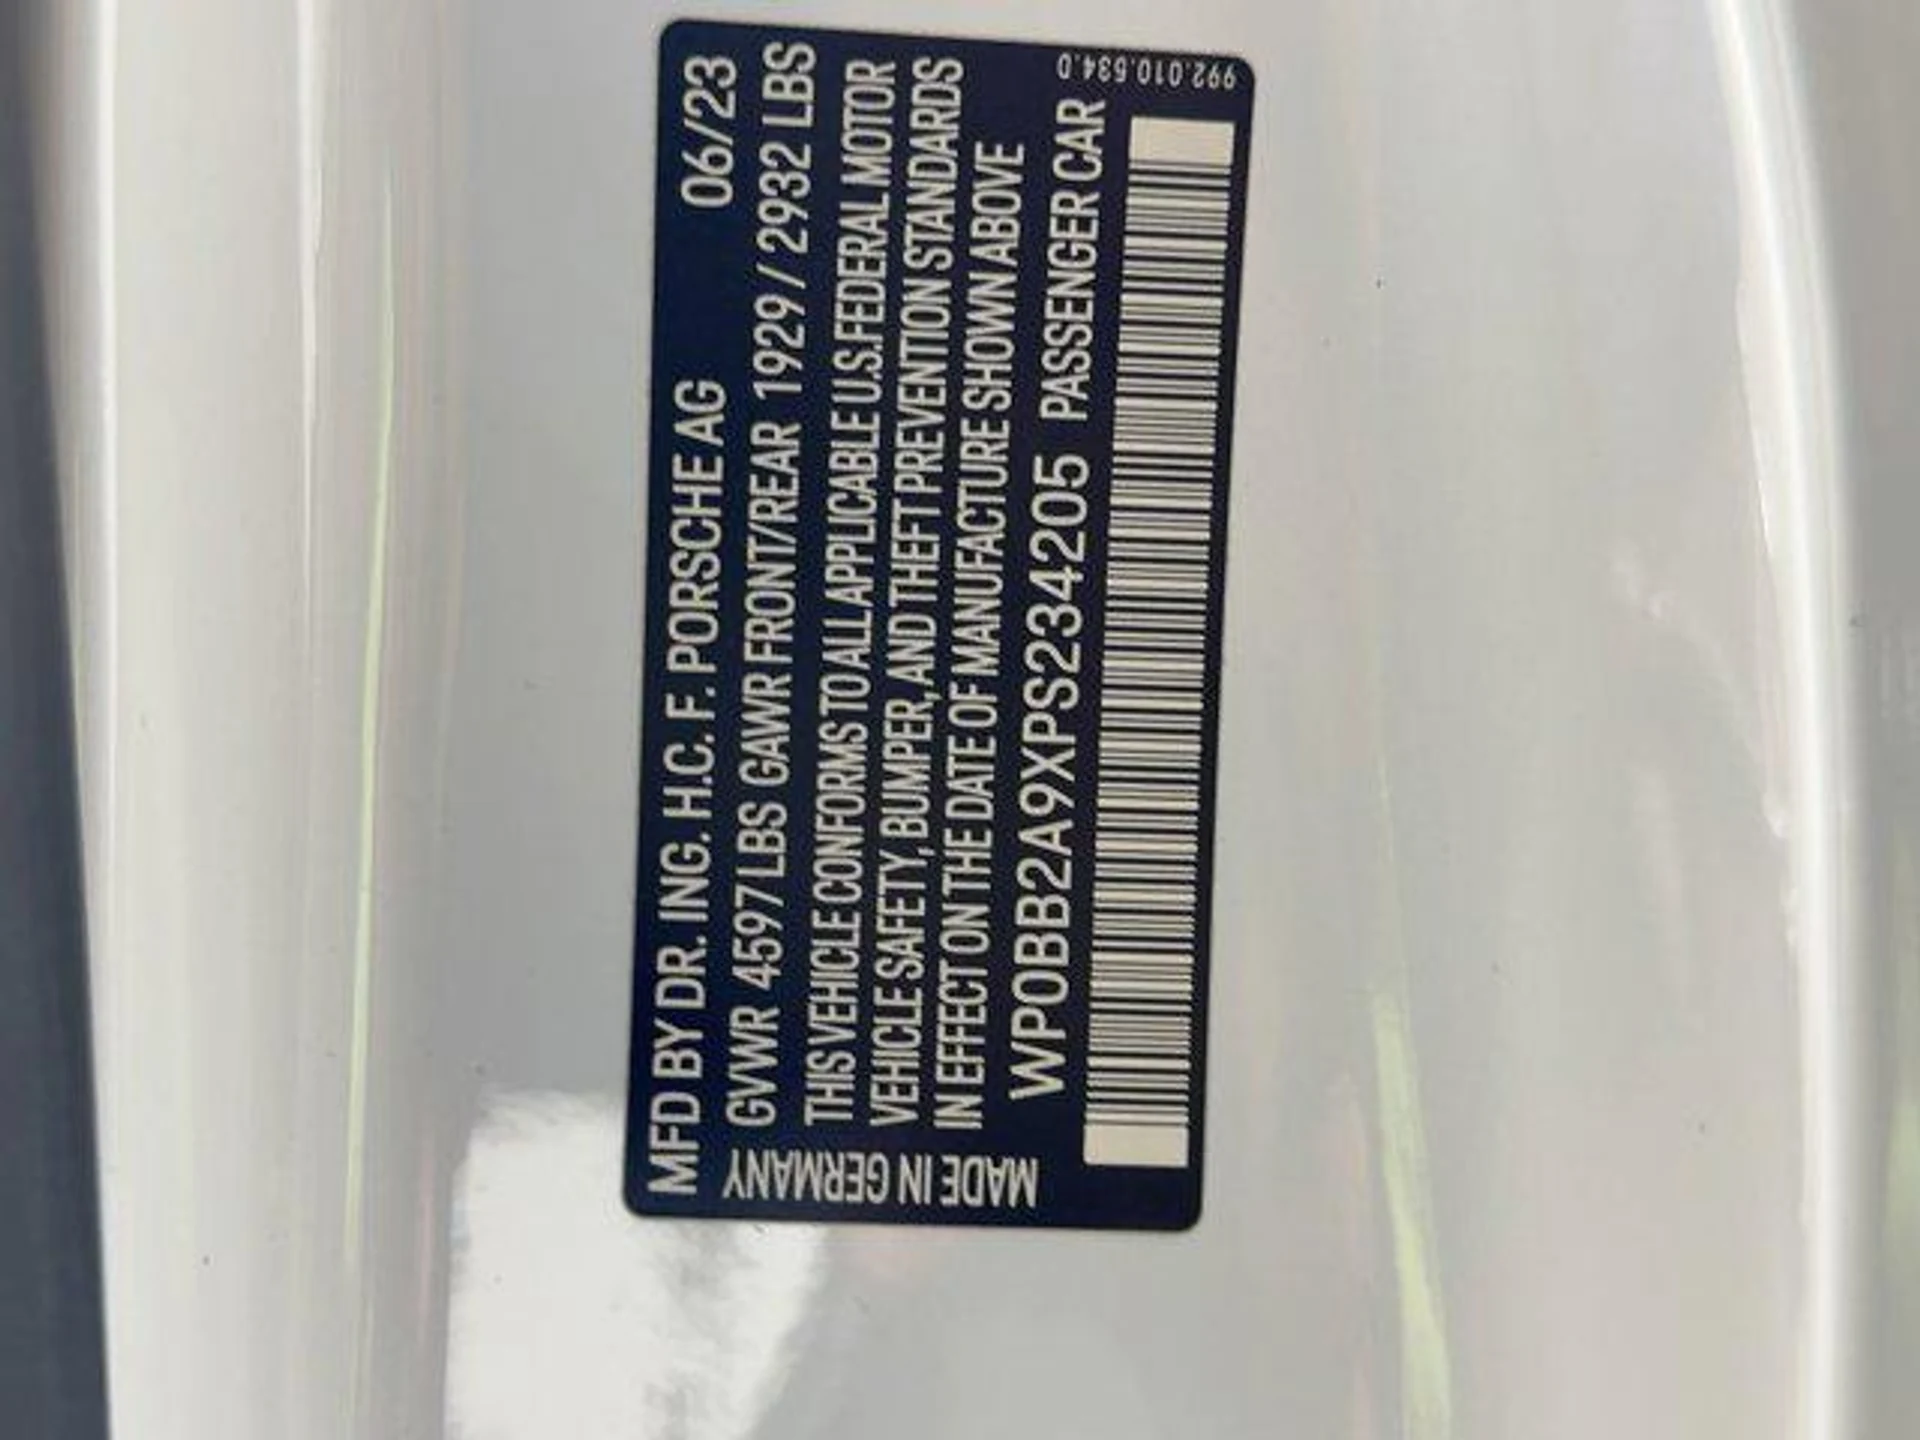 MFD BY DR. ING. H.C. F. PORSCHE AG 06/23
GVWR 4597 LBS GAWR FRONT/REAR 1929 / 2932 LBS
THIS VEHICLE CONFORMS TO ALL APPLICABLE U.S. FEDERAL MOTOR
VEHICLE SAFETY, BUMPER, AND THEFT PREVENTION STANDARDS
IN EFFECT ON THE DATE OF MANUFACTURE SHOWN ABOVE
WP0BB2A9XPS234205 PASSENGER CAR
MADE IN GERMANY
992.010.534.D